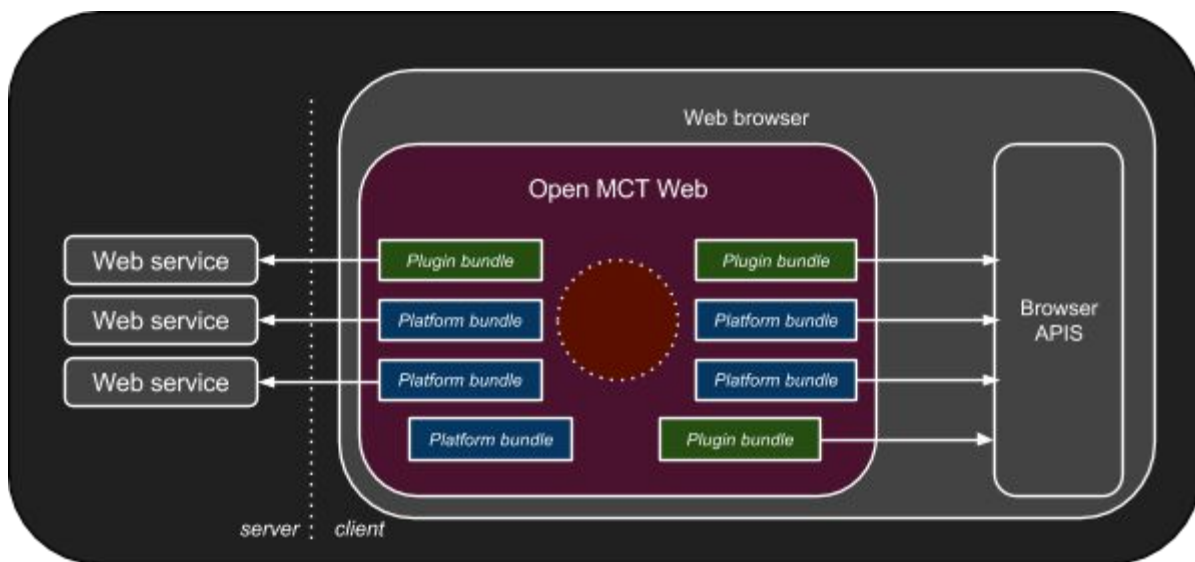 Web browser
Open MCT Web
Web service
Plugin bundle
Plugin bundle
Web service
Platform bundle
Platform bundle
Browser
APIS
Web service
Platform bundle
Platform bundle
Platform bundle
Plugin bundle
server
client